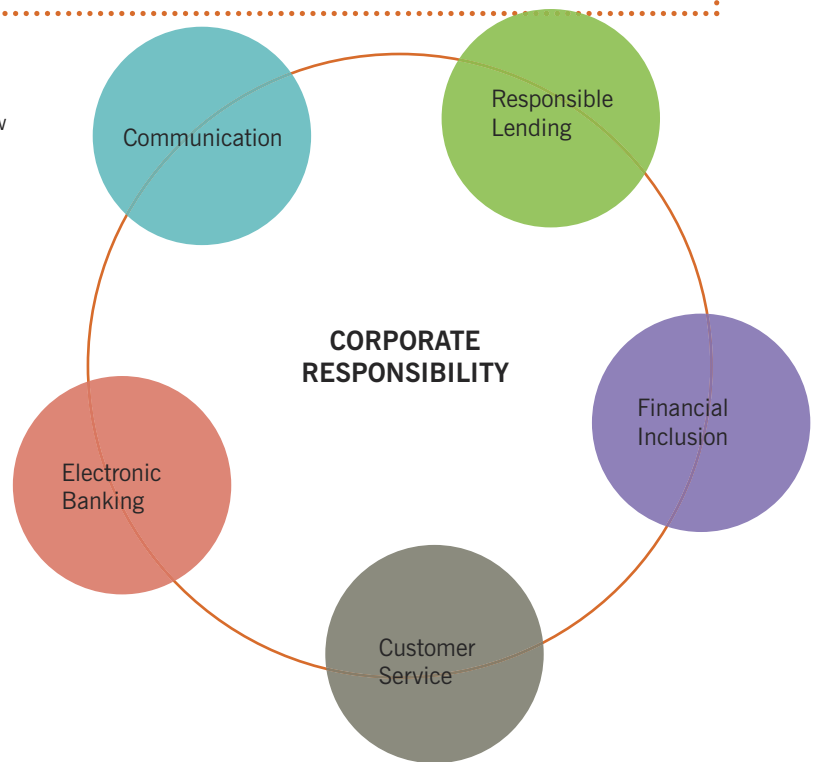 Communication
Responsible
Lending
CORPORATE
RESPONSIBILITY
Financial
Inclusion
Electronic
Banking
Customer
Service